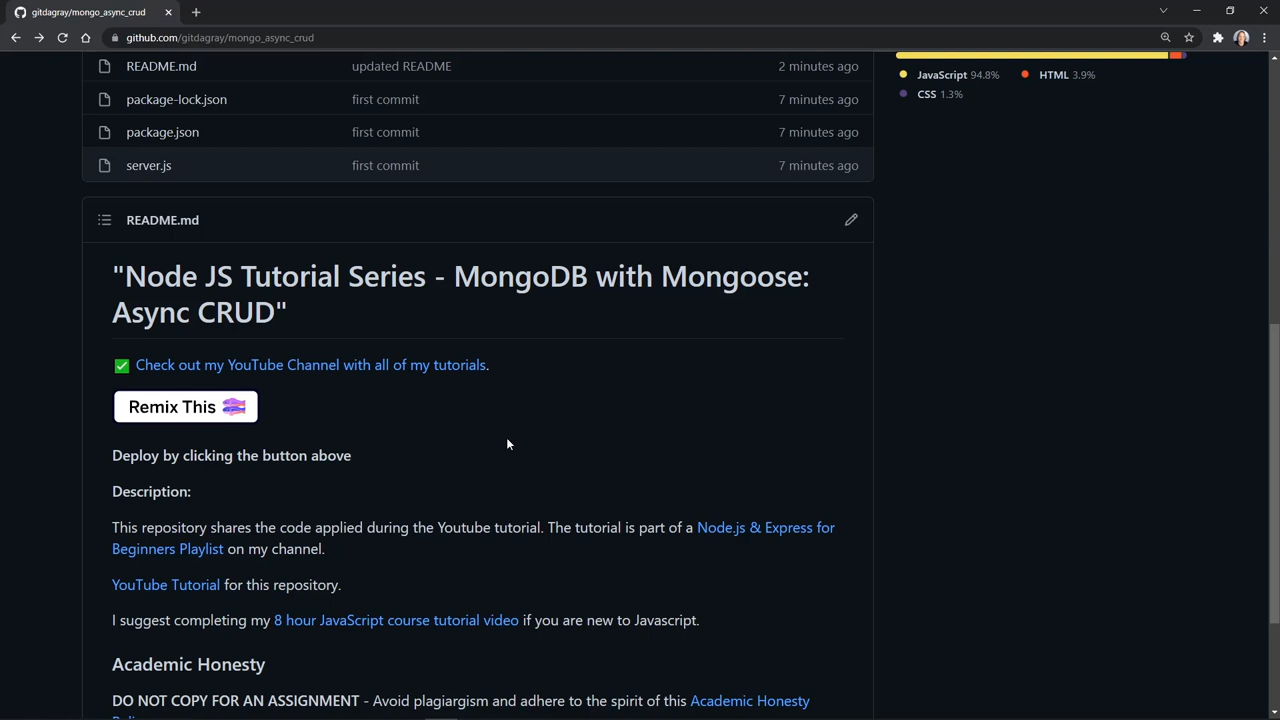 gitdagray/mongo_async_crud
github.com/gitdagray/mongo_async_crud
README.md updated README 2 minutes ago
package-lock.json first commit 7 minutes ago
package.json first commit 7 minutes ago
server.js first commit 7 minutes ago
JavaScript 94.8% HTML 3.9%
CSS 1.3%
README.md
"Node JS Tutorial Series - MongoDB with Mongoose:
Async CRUD"
✅ Check out my YouTube Channel with all of my tutorials.
Remix This
Deploy by clicking the button above
Description:
This repository shares the code applied during the Youtube tutorial. The tutorial is part of a Node.js & Express for
Beginners Playlist on my channel.
YouTube Tutorial for this repository.
I suggest completing my 8 hour JavaScript course tutorial video if you are new to Javascript.
Academic Honesty
DO NOT COPY FOR AN ASSIGNMENT - Avoid plagiargism and adhere to the spirit of this Academic Honesty